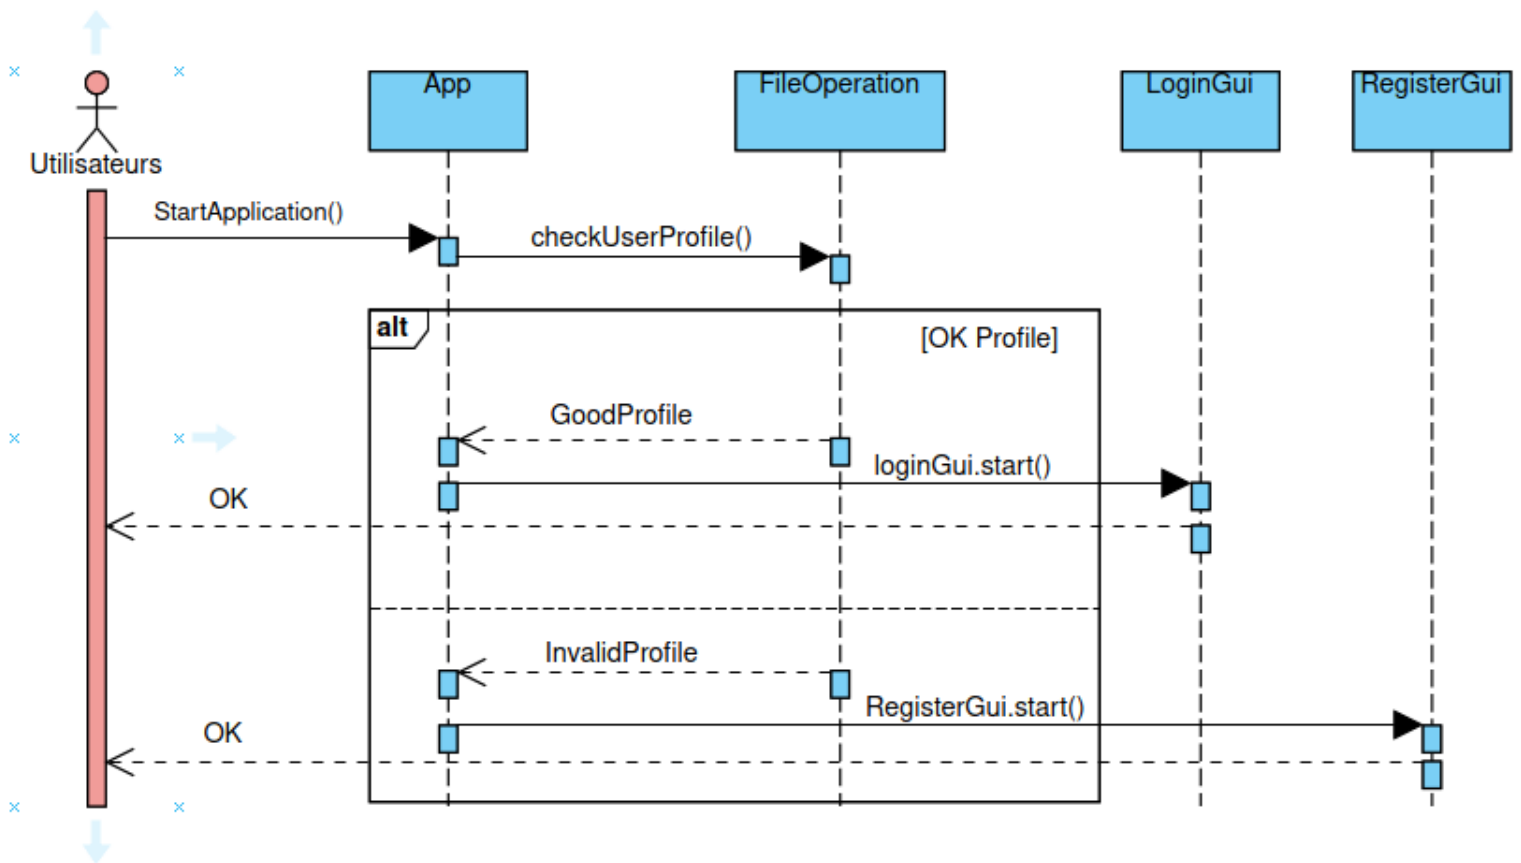 App
FileOperation
LoginGui
RegisterGui
Utilisateurs
StartApplication()
checkUserProfile()
alt
[OK Profile]
GoodProfile
loginGui.start()
OK
InvalidProfile
RegisterGui.start()
OK